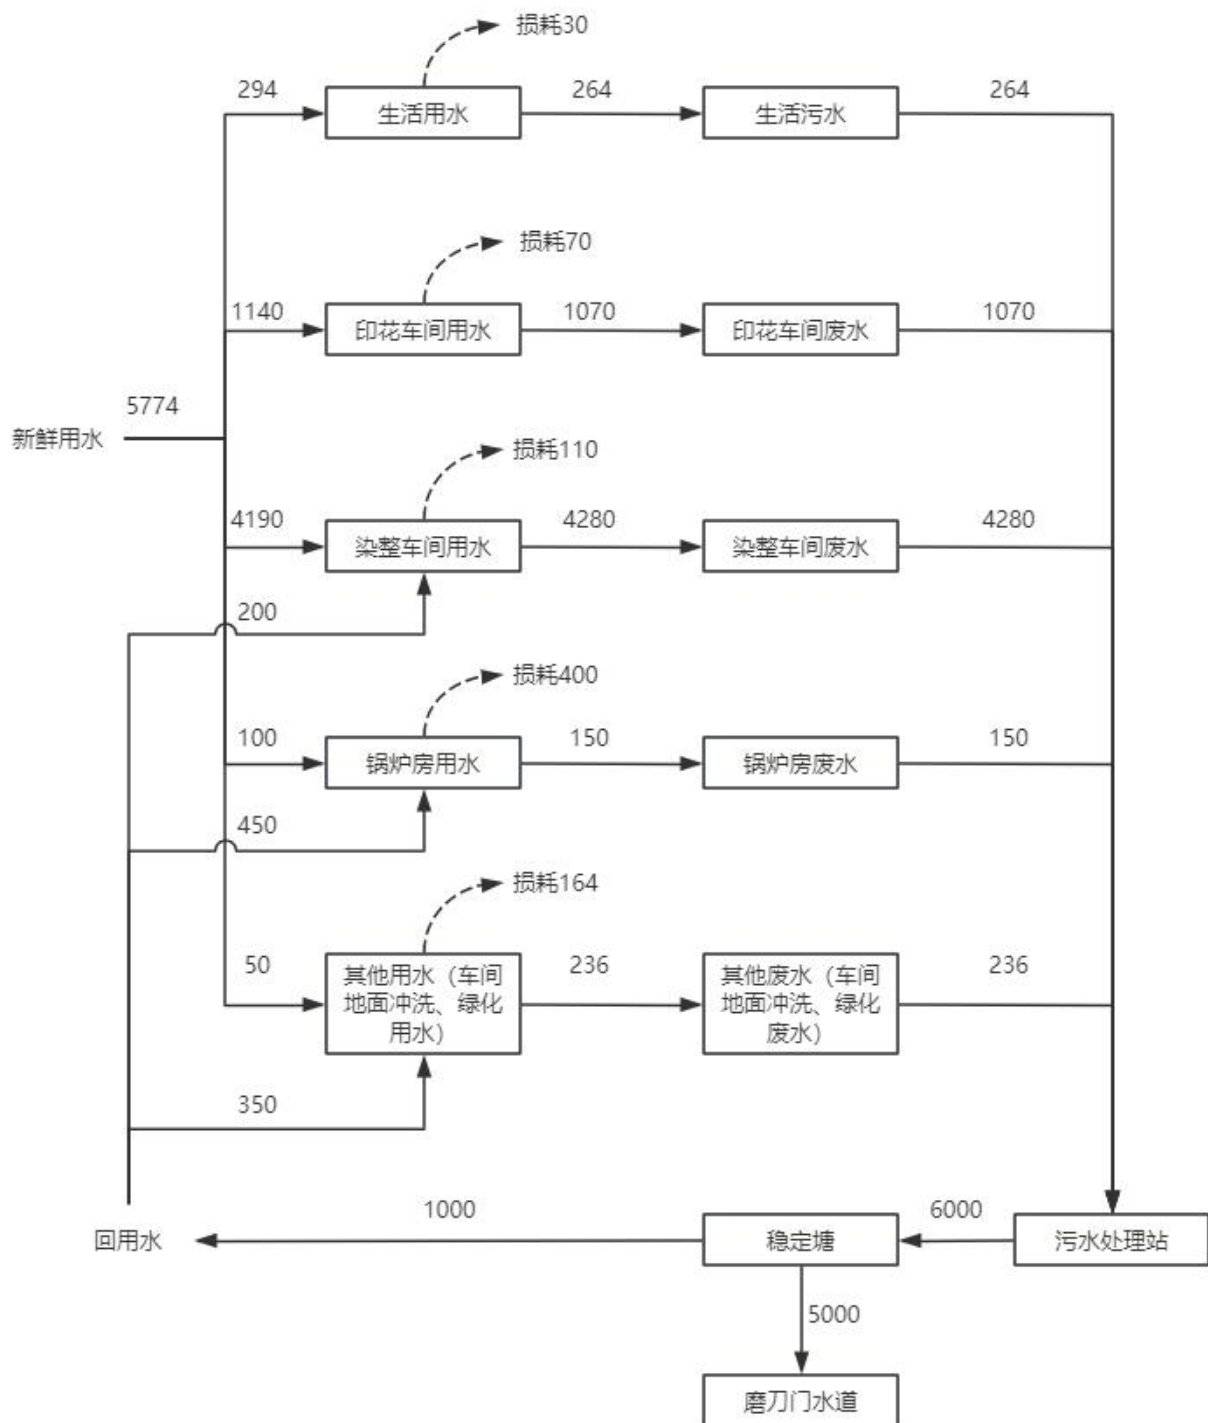 损耗30
294
生活用水
264
生活污水
264
损耗70
1140
印花车间用水
1070
印花车间废水
1070
5774
新鲜用水
损耗110
4190
染整车间用水
4280
染整车间废水
4280
200
损耗400
100
锅炉房用水
150
锅炉房废水
150
450
损耗164
50
其他用水（车间
地面冲洗、绿化
用水）
236
其他废水（车间
地面冲洗、绿化
废水）
236
350
回用水
1000
稳定塘
6000
污水处理站
5000
磨刀门水道